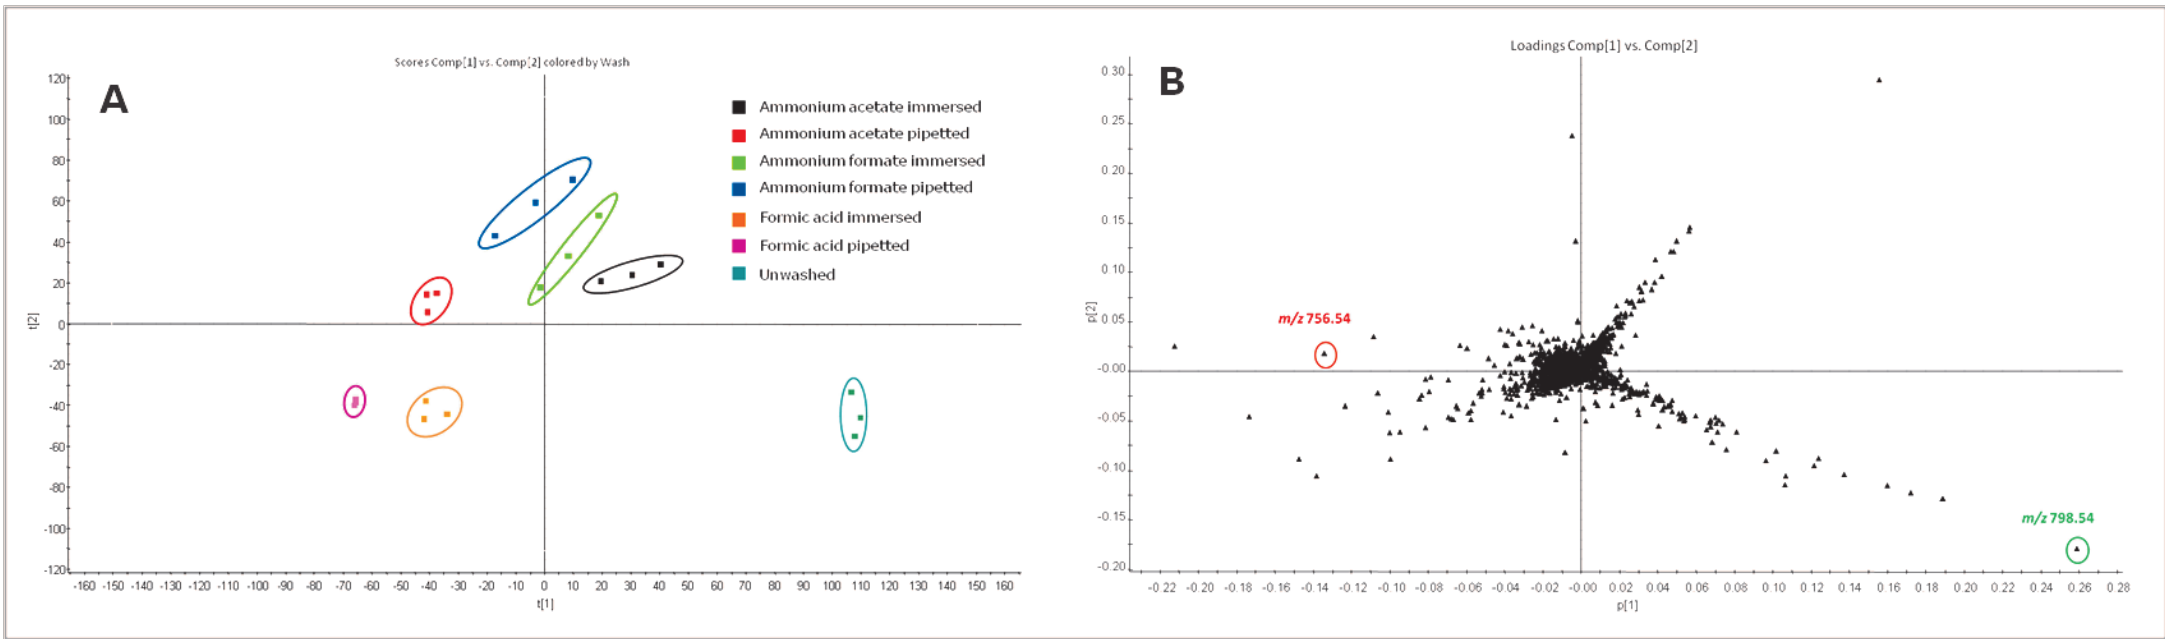 Scores Comp[1] vs. Comp[2] colored by Wash
A
120
100
80
60
40
20
0
-20
-40
-60
-80
-100
-120
t[2]
-160 -140 -130 -120 -110 -100 -90 -80 -70 -60 -50 -40 -30 -20 -10 0 10 20 30 40 50 60 70 80 90 100 110 120 130 140 150 160
t[1]
Ammonium acetate immersed
Ammonium acetate pipetted
Ammonium formate immersed
Ammonium formate pipetted
Formic acid immersed
Formic acid pipetted
Unwashed
Loadings Comp[1] vs. Comp[2]
B
0.30
0.25
0.20
0.15
0.10
0.05
-0.00
-0.05
-0.10
-0.15
-0.20
p[2]
m/z 756.54
m/z 798.54
-0.22 -0.20 -0.18 -0.16 -0.14 -0.12 -0.10 -0.08 -0.06 -0.04 -0.02 -0.00 0.02 0.04 0.06 0.08 0.10 0.12 0.14 0.16 0.18 0.20 0.22 0.24 0.26 0.28
p[1]